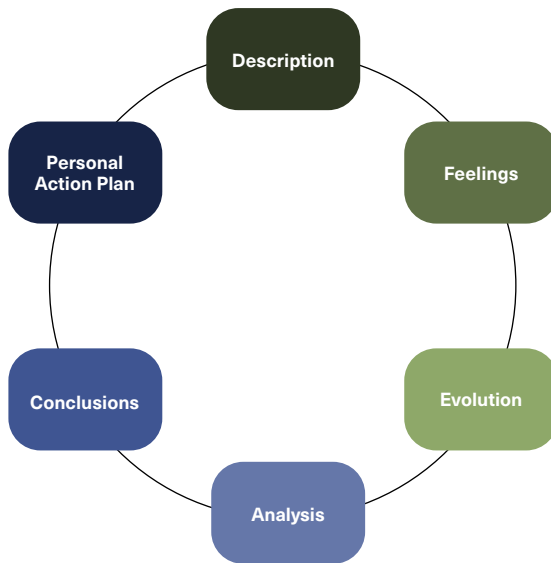 Description
Feelings
Evolution
Analysis
Conclusions
Personal
Action Plan